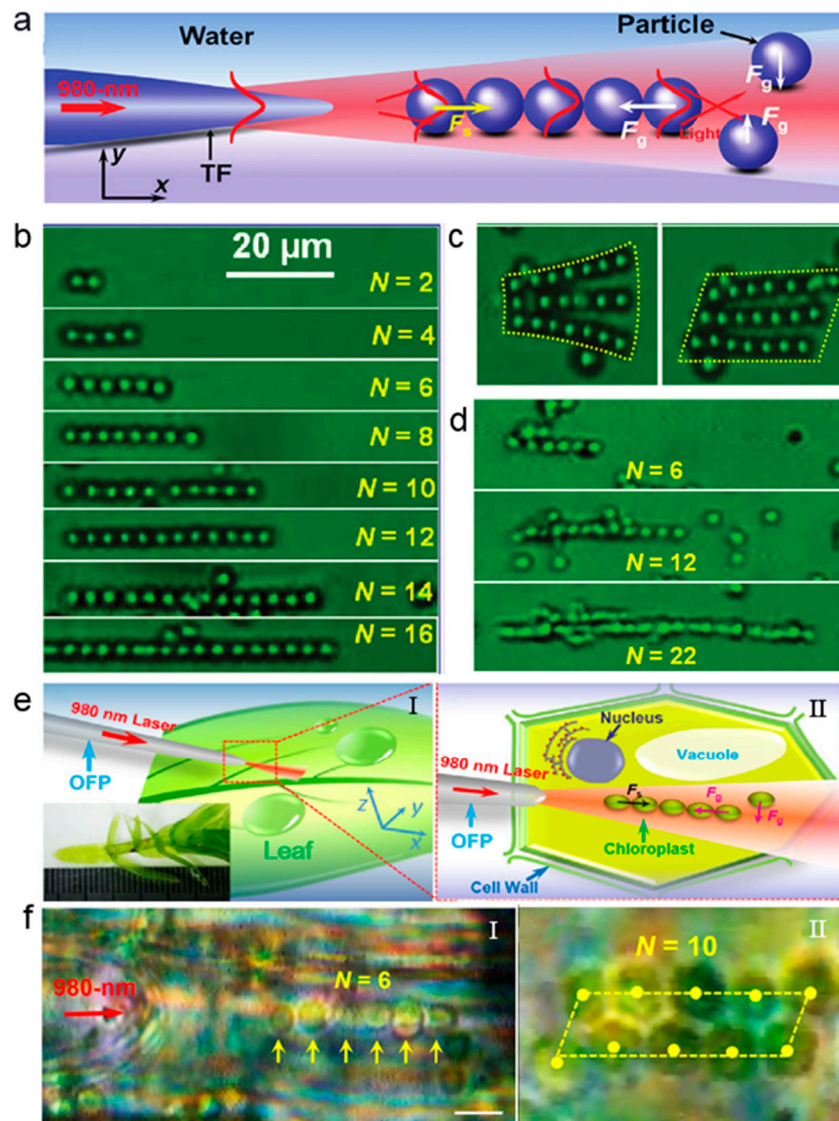 a
Water
Particle
980-nm
Fg
Fs
Fg
Light
Fg
y
x
TF
b
20 μm
N = 2
N = 4
N = 6
N = 8
N = 10
N = 12
N = 14
N = 16
c
d
N = 6
N = 12
N = 22
e
I
980 nm Laser
OFP
Leaf
z
y
x
II
Nucleus
Vacuole
980 nm Laser
Fs
Fg
Fg
OFP
Chloroplast
Cell Wall
f
I
980-nm
N = 6
II
N = 10